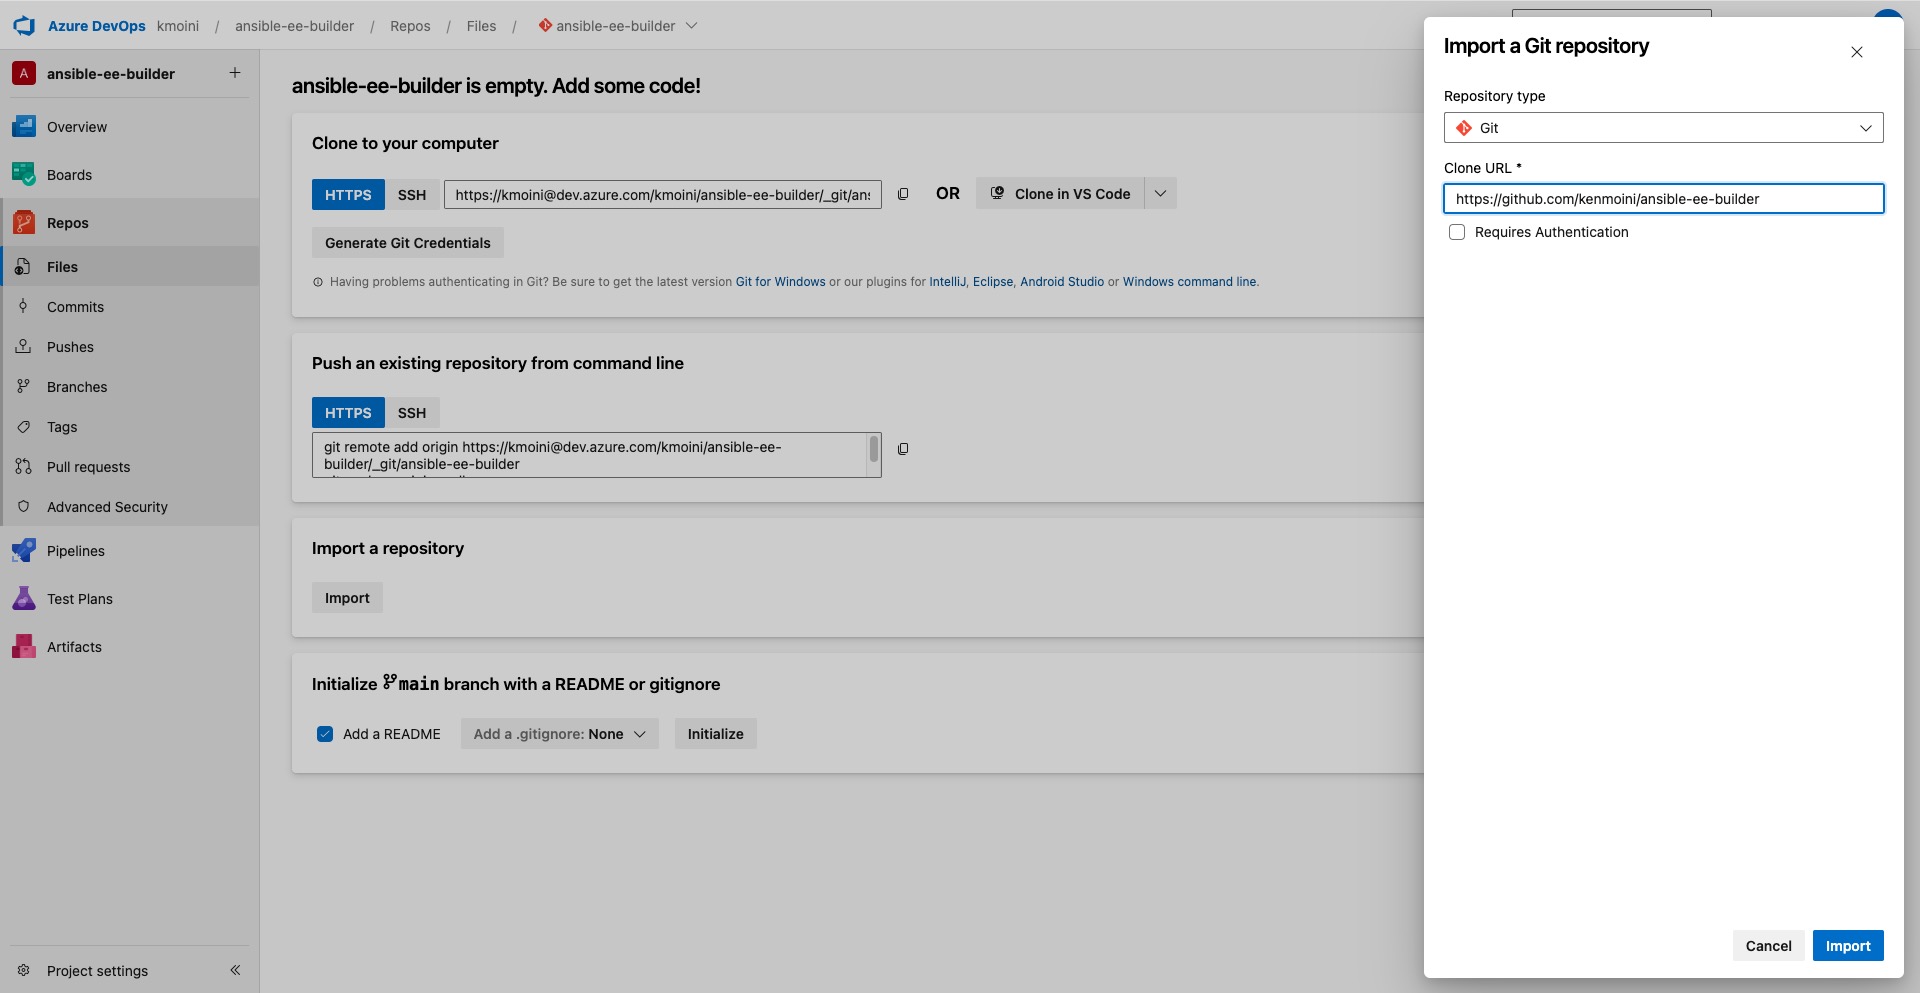 Azure DevOps kmoini / ansible-ee-builder / Repos / Files / ansible-ee-builder
A ansible-ee-builder
Overview
Boards
Repos
Files
Commits
Pushes
Branches
Tags
Pull requests
Advanced Security
Pipelines
Test Plans
Artifacts
Project settings
ansible-ee-builder is empty. Add some code!
Clone to your computer
HTTPS SSH https://kmoini@dev.azure.com/kmoini/ansible-ee-builder/_git/ans OR Clone in VS Code
Generate Git Credentials
Having problems authenticating in Git? Be sure to get the latest version Git for Windows or our plugins for IntelliJ, Eclipse, Android Studio or Windows command line.
Push an existing repository from command line
HTTPS SSH
git remote add origin https://kmoini@dev.azure.com/kmoini/ansible-ee-
builder/_git/ansible-ee-builder
Import a repository
Import
Initialize main branch with a README or gitignore
Add a README Add a .gitignore: None Initialize
Import a Git repository
Repository type
Git
Clone URL *
https://github.com/kenmoini/ansible-ee-builder
Requires Authentication
Cancel Import